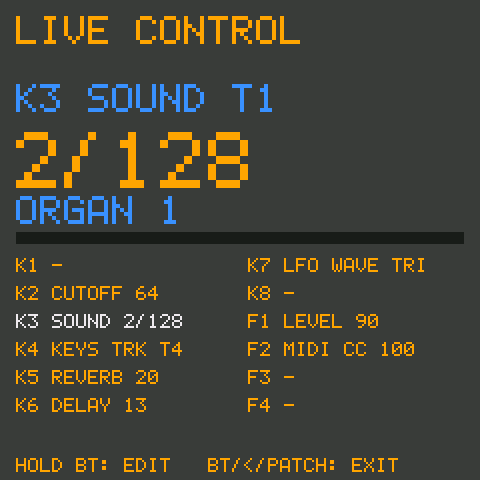 LIVE CONTROL
K3 SOUND T1
2/128
ORGAN 1
K1 -
K2 CUTOFF 64
K3 SOUND 2/128
K4 KEYS TRK T4
K5 REVERB 20
K6 DELAY 13
K7 LFO WAVE TRI
K8 -
F1 LEVEL 90
F2 MIDI CC 100
F3 -
F4 -
HOLD BT: EDIT   BT/</PATCH: EXIT